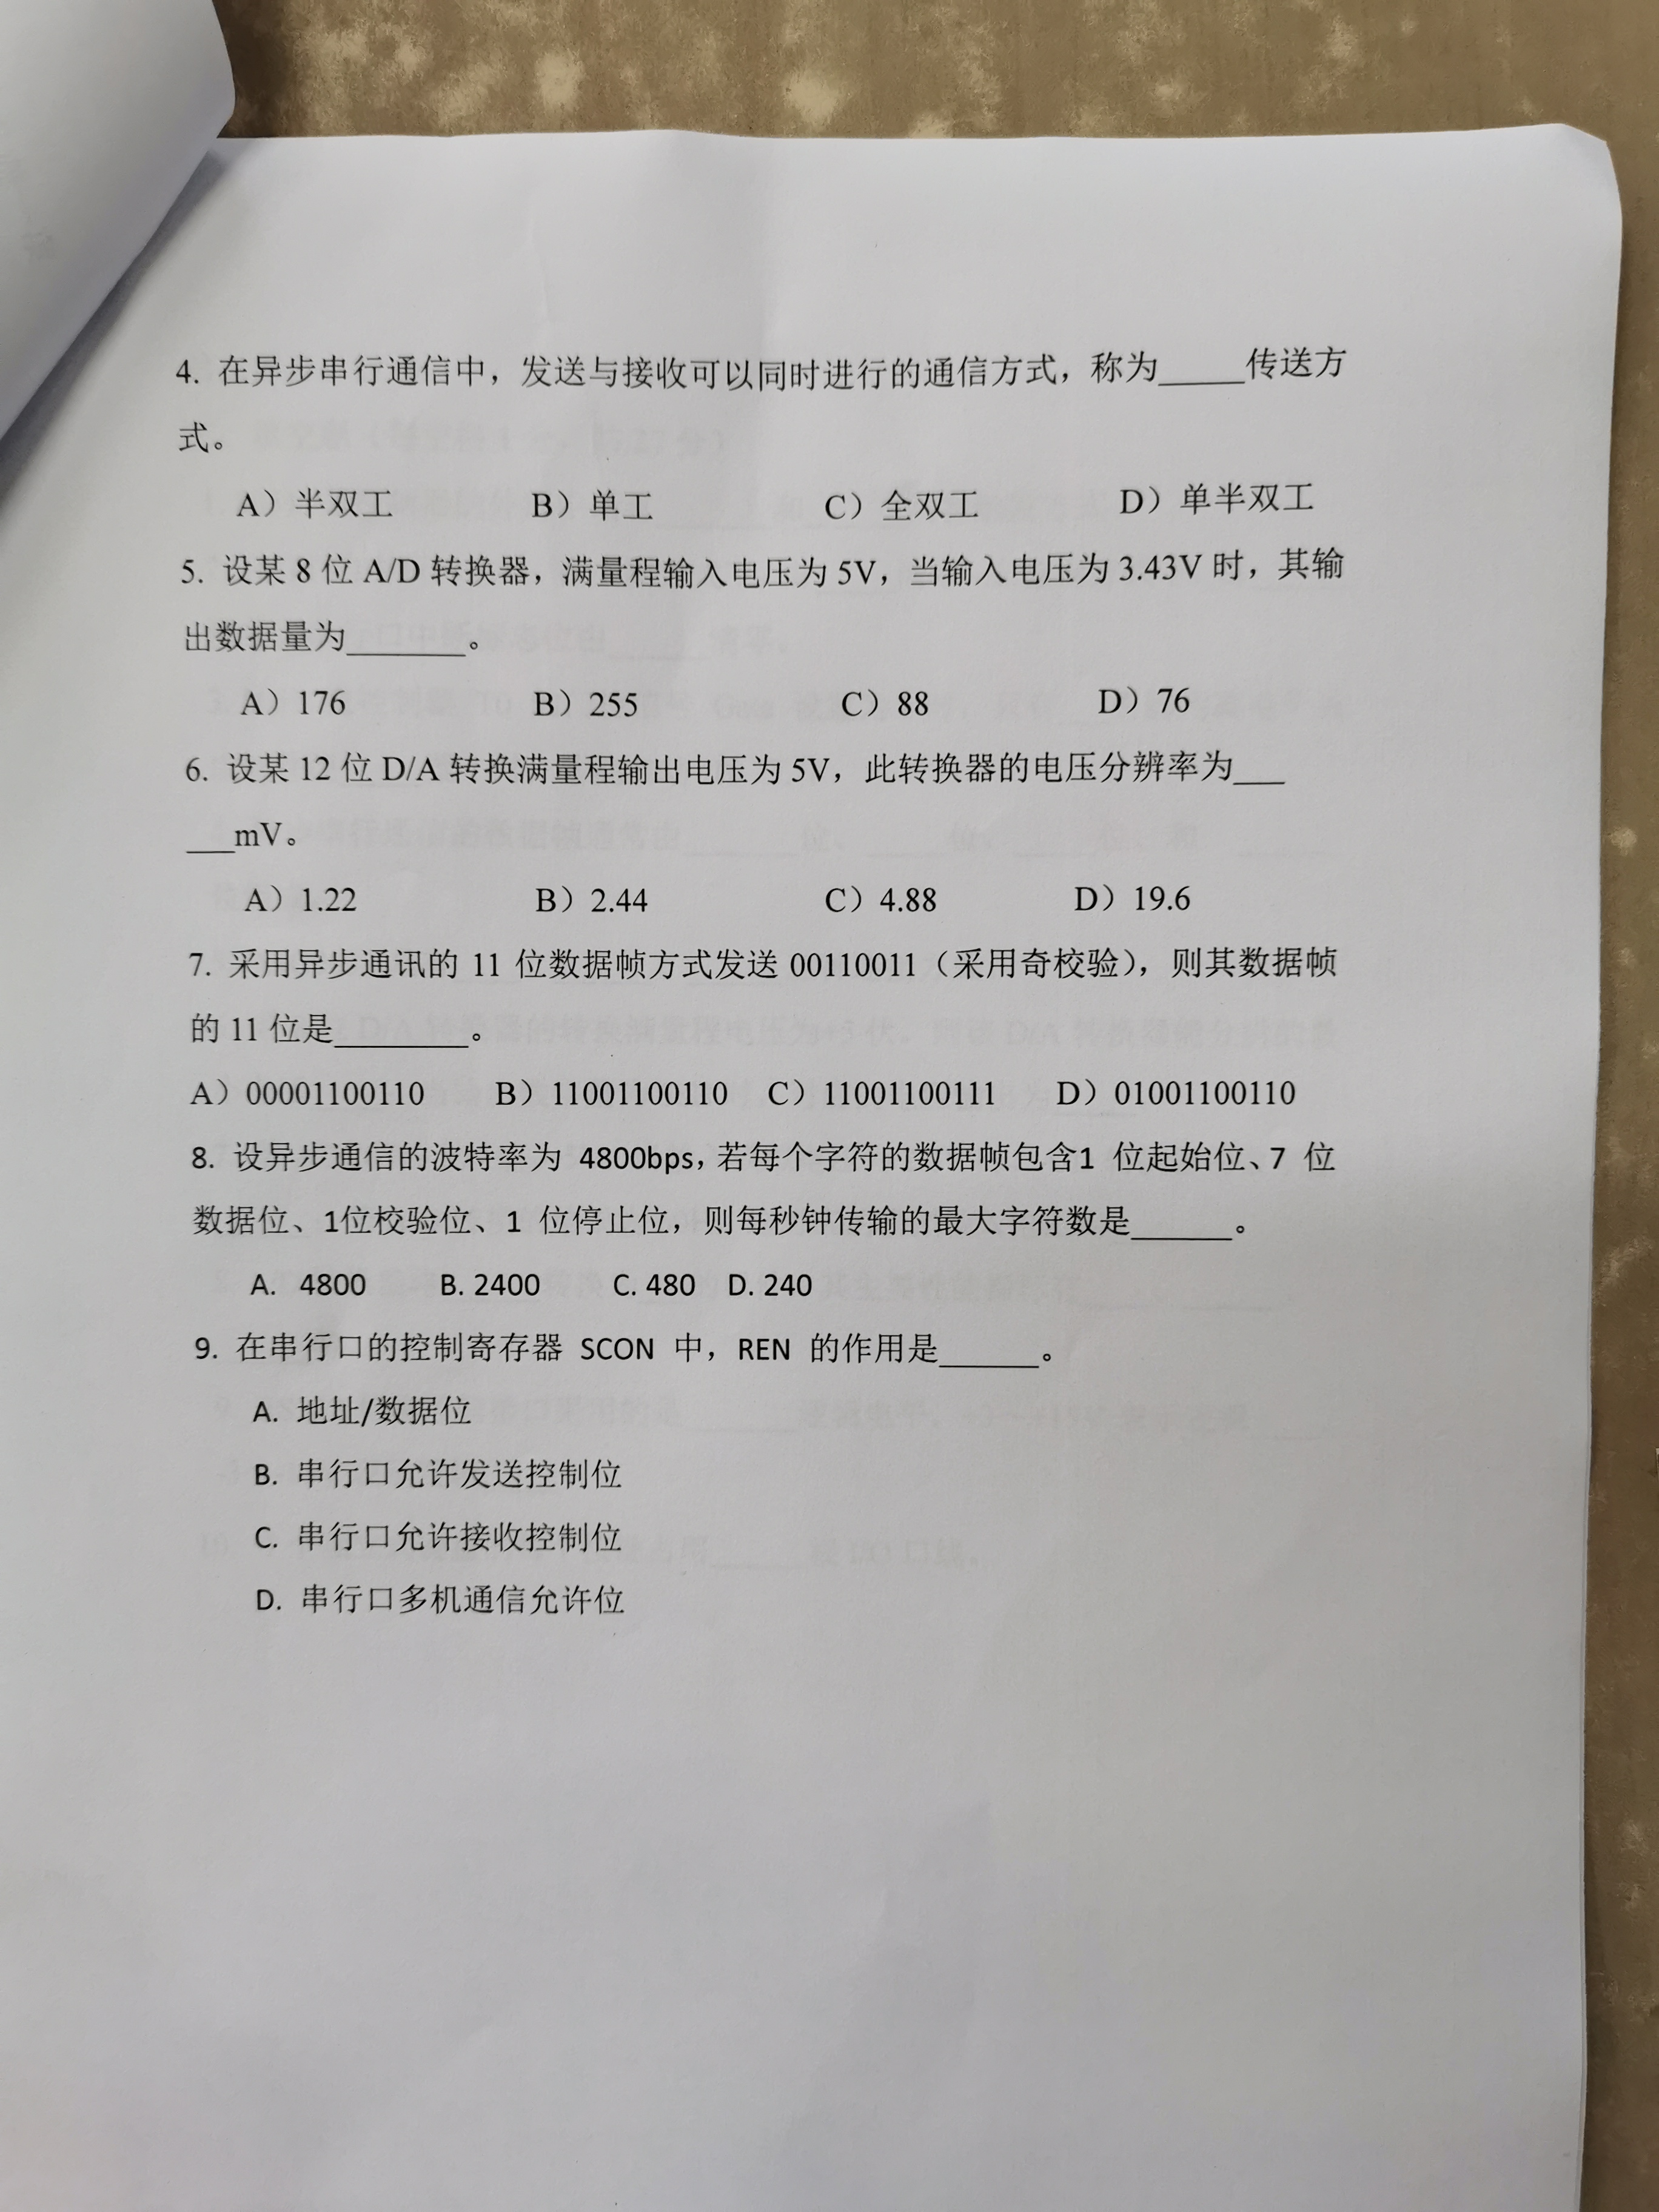 4. 在异步串行通信中，发送与接收可以同时进行的通信方式，称为_____传送方
式。
A）半双工 B）单工 C）全双工 D）单半双工
5. 设某 8 位 A/D 转换器，满量程输入电压为 5V，当输入电压为 3.43V 时，其输
出数据量为_______。
A）176 B）255 C）88 D）76
6. 设某 12 位 D/A 转换满量程输出电压为 5V，此转换器的电压分辨率为___
___mV。
A）1.22 B）2.44 C）4.88 D）19.6
7. 采用异步通讯的 11 位数据帧方式发送 00110011（采用奇校验），则其数据帧
的 11 位是________。
A）00001100110 B）11001100110 C）11001100111 D）01001100110
8. 设异步通信的波特率为 4800bps，若每个字符的数据帧包含1 位起始位、7 位
数据位、1位校验位、1 位停止位，则每秒钟传输的最大字符数是______。
A. 4800 B. 2400 C. 480 D. 240
9. 在串行口的控制寄存器 SCON 中，REN 的作用是______。
A. 地址/数据位
B. 串行口允许发送控制位
C. 串行口允许接收控制位
D. 串行口多机通信允许位